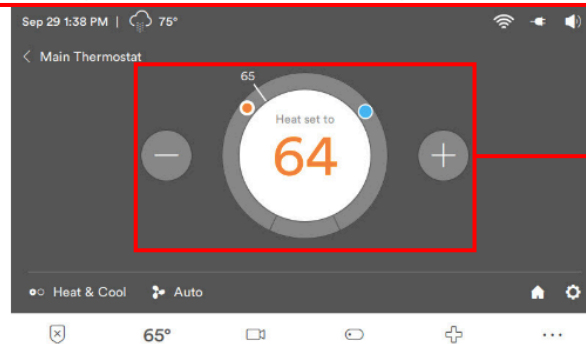 Sep 29 1:38 PM | 75°
< Main Thermostat
65
Heat set to
64
Heat & Cool Auto
65°